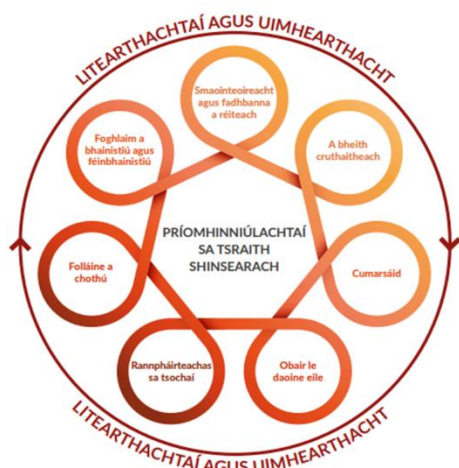 LITEARTHACHTAÍ AGUS UIMHEARTHACHT
Smaointeoireacht
agus fadhbanna
a réiteach
A bheith
cruthaitheach
Cumarsáid
Obair le
daoine eile
Rannpháirteachas
sa tsochaí
Folláine a
chothú
Foghlaim a
bhainistiú agus
féinbhainistiú
PRÍOMHINNIÚLACHTAÍ
SA TSRAITH
SHINSEARACH
LITEARTHACHTAÍ AGUS UIMHEARTHACHT